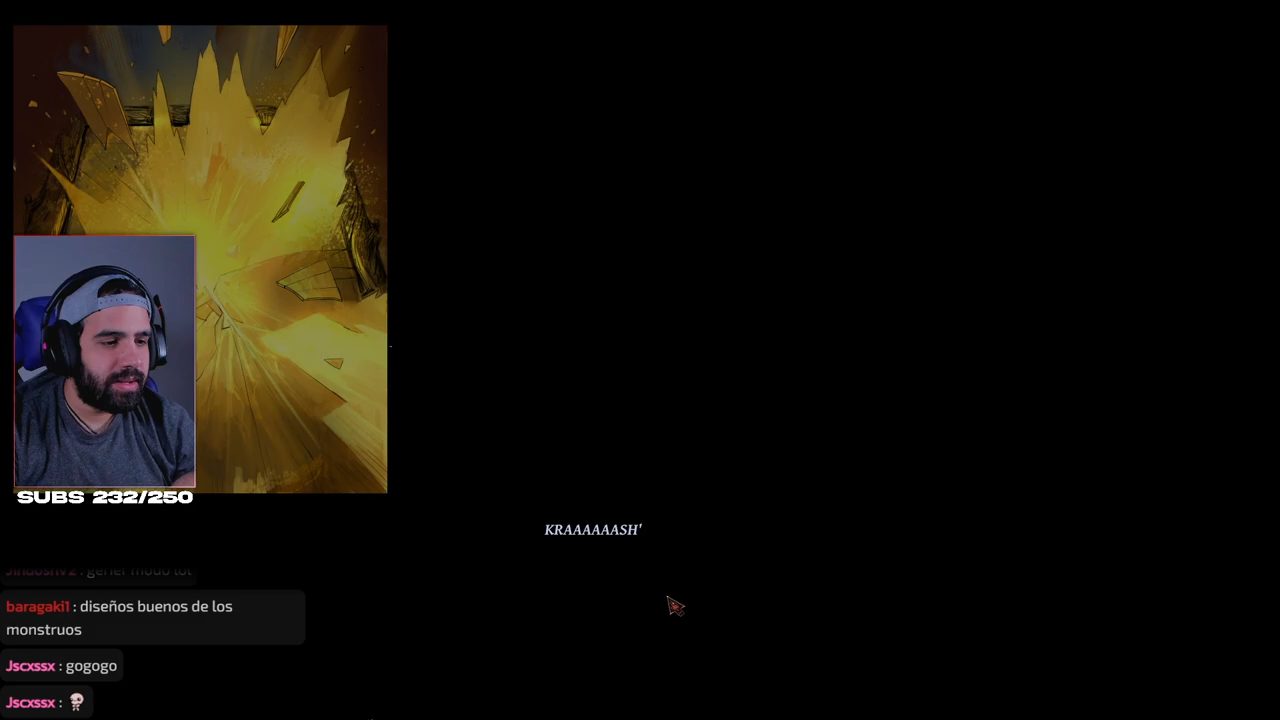 SUBS 232/250
KRAAAAAASH'
baragaki1 : diseños buenos de los
monstruos
Jscxssx : gogogo
Jscxssx :